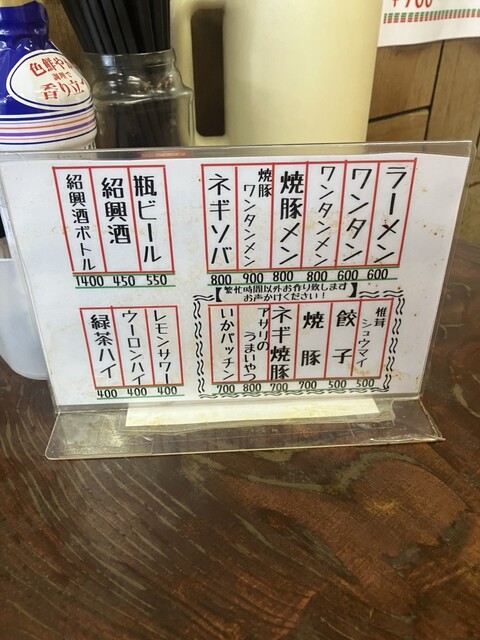 ラーメン
600
ワンタン
600
ワンタンメン
800
焼豚メン
800
焼豚
ワンタンメン
900
ネギソバ
800
瓶ビール
550
紹興酒
450
紹興酒ボトル
1400
【繁忙時間以外お作り致します
お声かけください!】
椎茸
シュウマイ
500
餃子
500
焼豚
700
ネギ焼豚
700
アサリの
うまいやつ
800
いかパッチン
700
レモンサワー
400
ウーロンハイ
400
緑茶ハイ
400